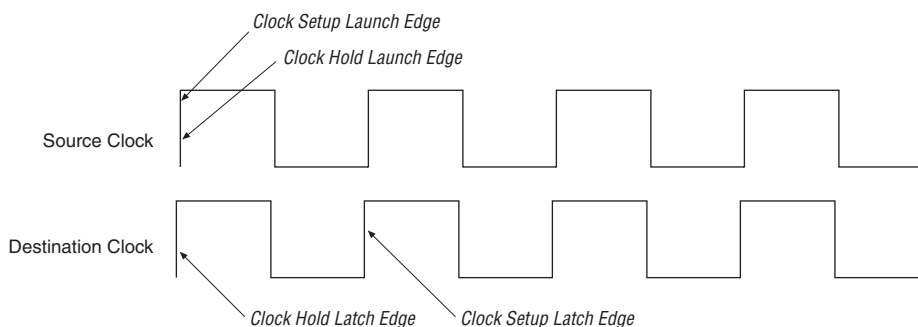 Clock Setup Launch Edge
Clock Hold Launch Edge
Source Clock
Destination Clock
Clock Hold Latch Edge
Clock Setup Latch Edge